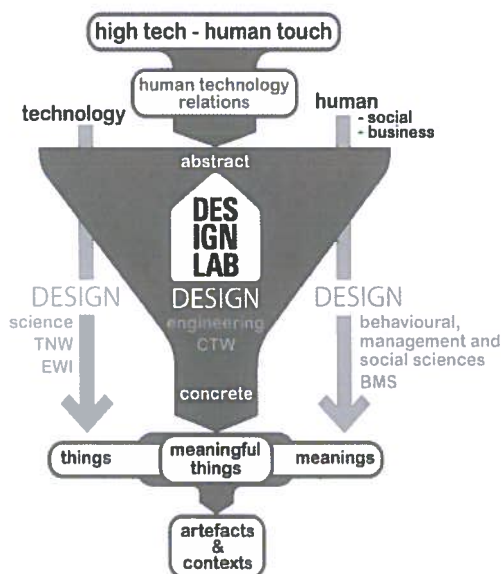 high tech - human touch
human technology
relations
technology
human
- social
- business
abstract
DES
IGN
LAB
DESIGN
science
TNW
EWI
DESIGN
engineering
CTW
DESIGN
behavioural,
management and
social sciences
BMS
concrete
things
meaningful
things
meanings
artefacts
&
contexts